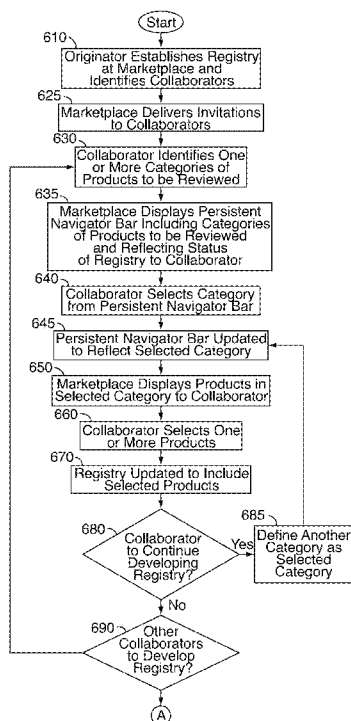 Start
610
Originator Establishes Registry
at Marketplace and
Identifies Collaborators
625
Marketplace Delivers Invitations
to Collaborators
630
Collaborator Identifies One
or More Categories
of Products to be Reviewed
635
Marketplace Displays Persistent
Navigator Bar Including Categories
of Products to be Reviewed
and Reflecting Status
of Registry to Collaborator
640
Collaborator Selects Category
from Persistent Navigator Bar
645
Persistent Navigator Bar Updated
to Reflect Selected Category
650
Marketplace Displays Products in
Selected Category to Collaborator
660
Collaborator Selects One
or More Products
670
Registry Updated to Include
Selected Products
680
Collaborator
to Continue
Developing
Registry?
Yes
685
Define Another
Category as
Selected
Category
No
690
Other
Collaborators
to Develop
Registry?
A